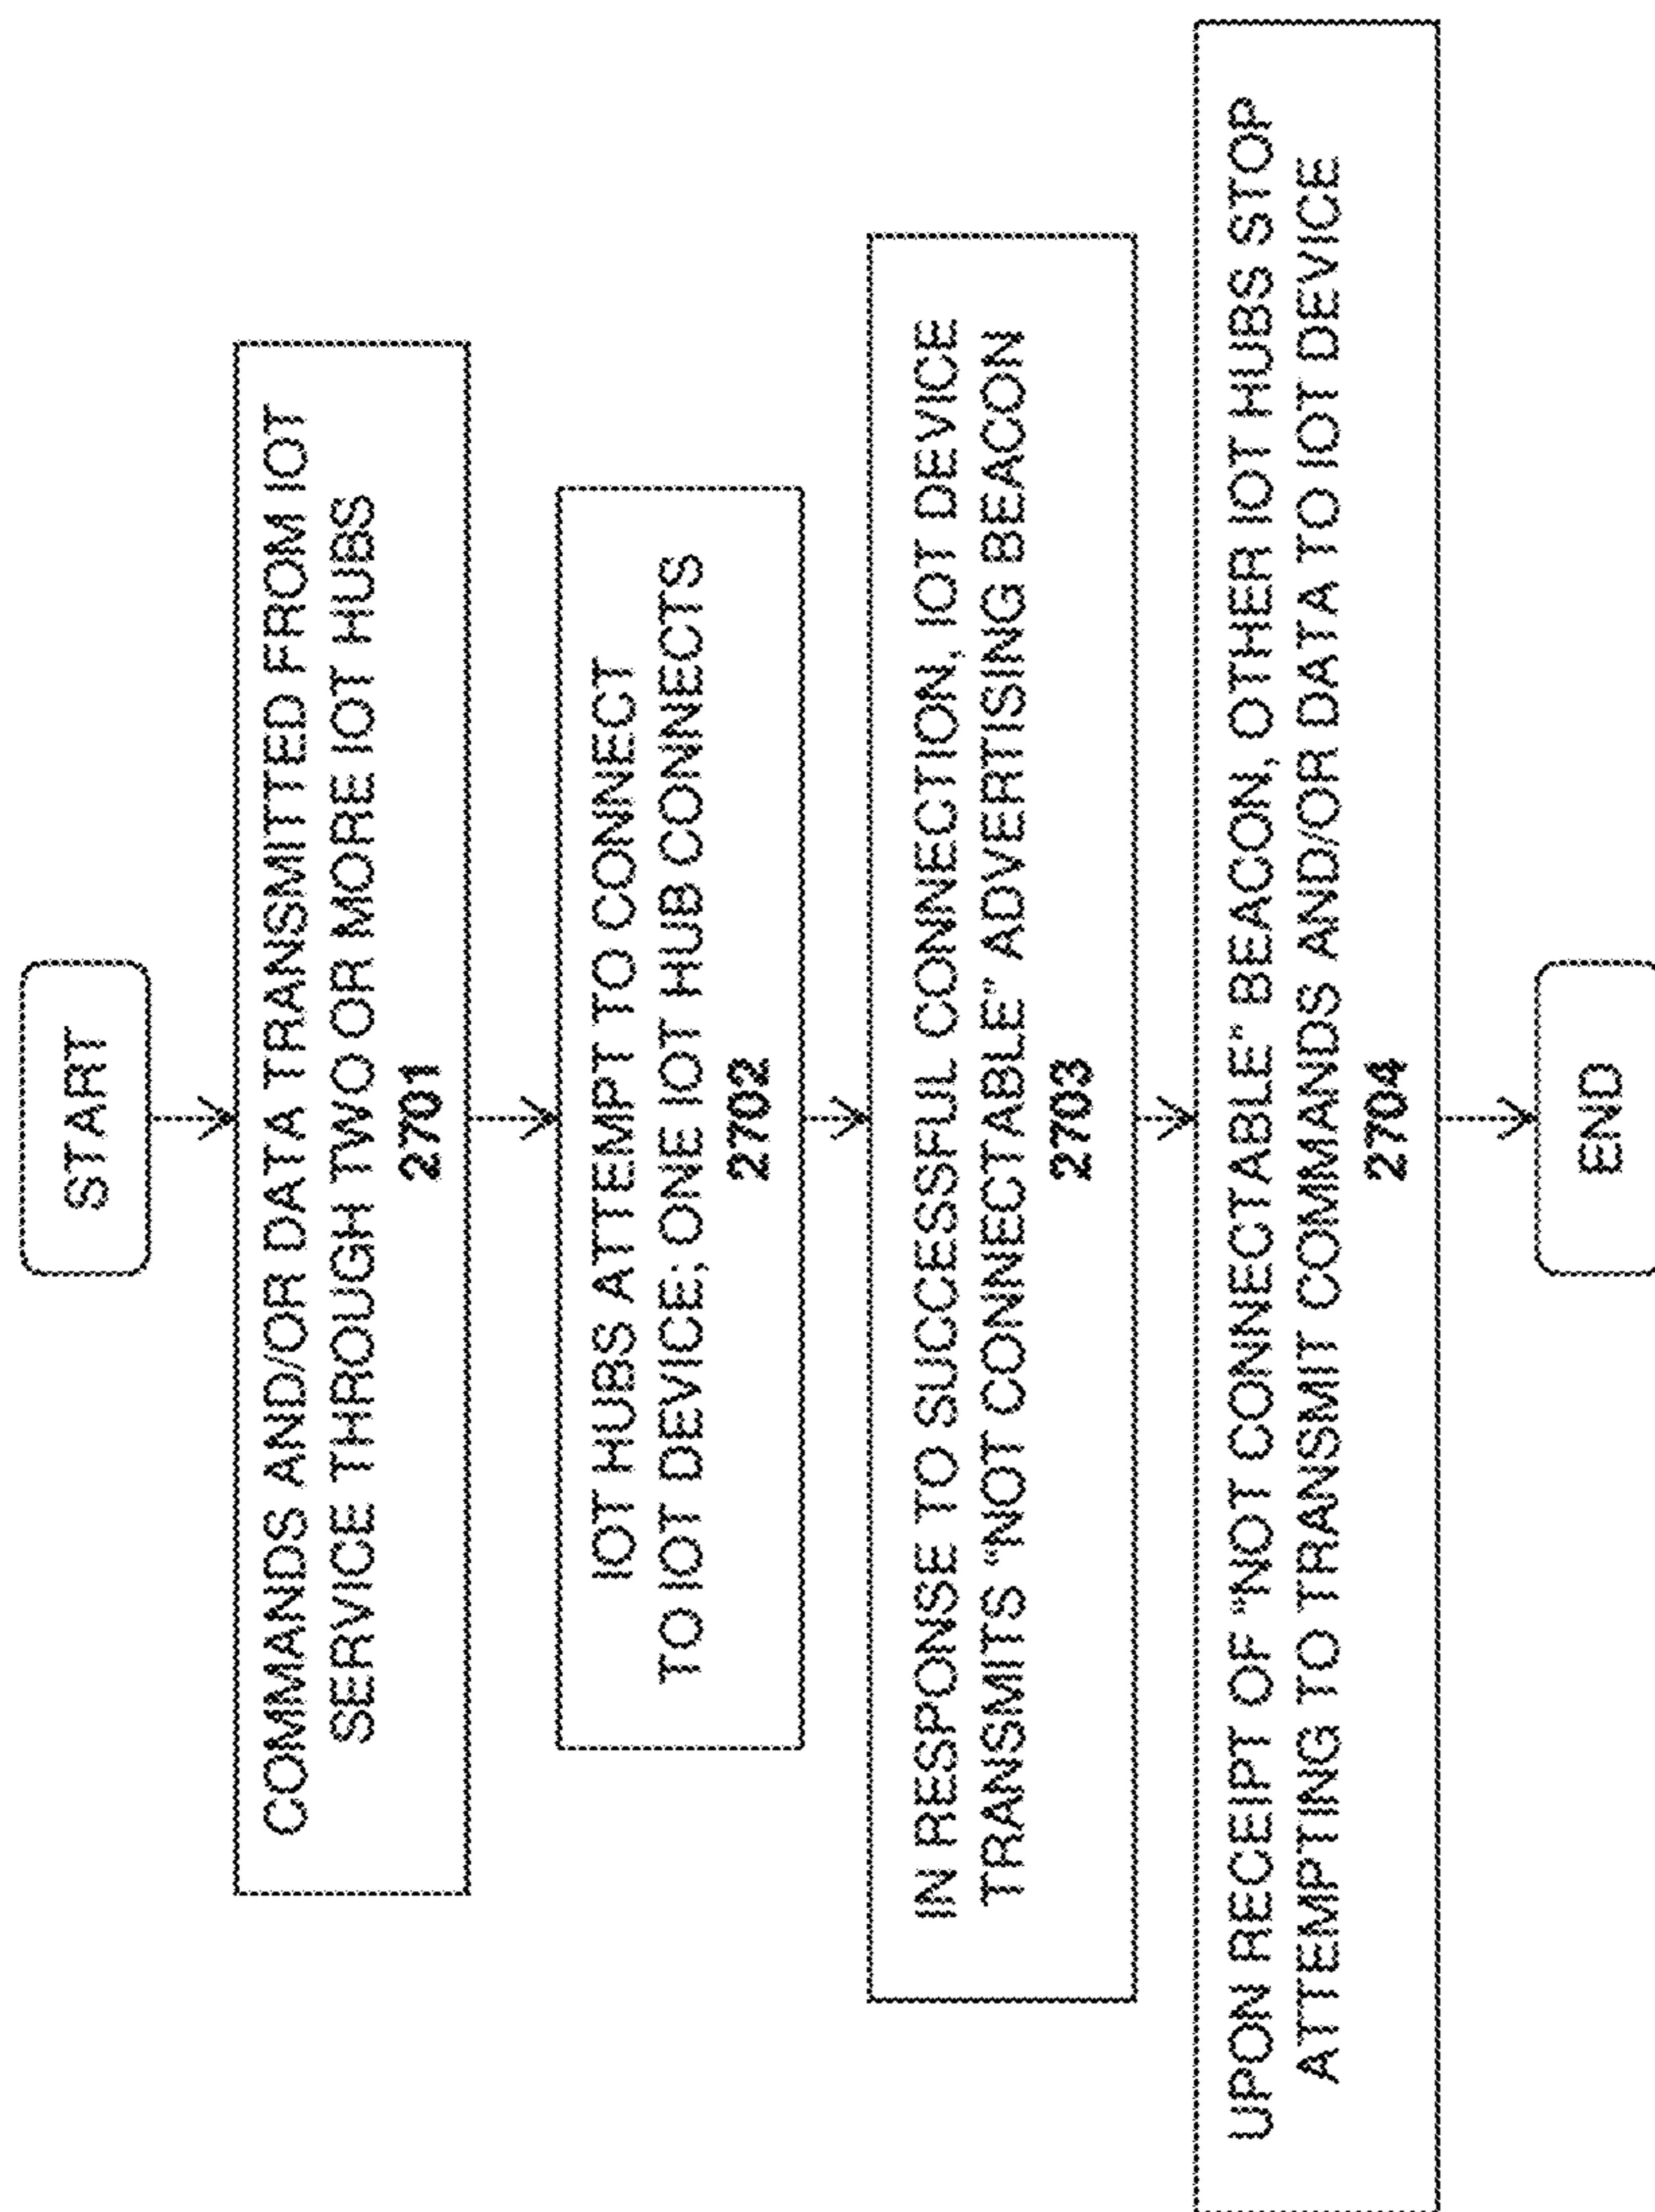 START
COMMANDS AND/OR DATA TRANSMITTED FROM IOT
SERVICE THROUGH TWO OR MORE IOT HUBS
2701
IOT HUBS ATTEMPT TO CONNECT
TO IOT DEVICE; ONE IOT HUB CONNECTS
2702
IN RESPONSE TO SUCCESSFUL CONNECTION, IOT DEVICE
TRANSMITS “NOT CONNECTABLE” ADVERTISING BEACON
2703
UPON RECEIPT OF “NOT CONNECTABLE” BEACON, OTHER IOT HUBS STOP
ATTEMPTING TO TRANSMIT COMMANDS AND/OR DATA TO IOT DEVICE
2704
END